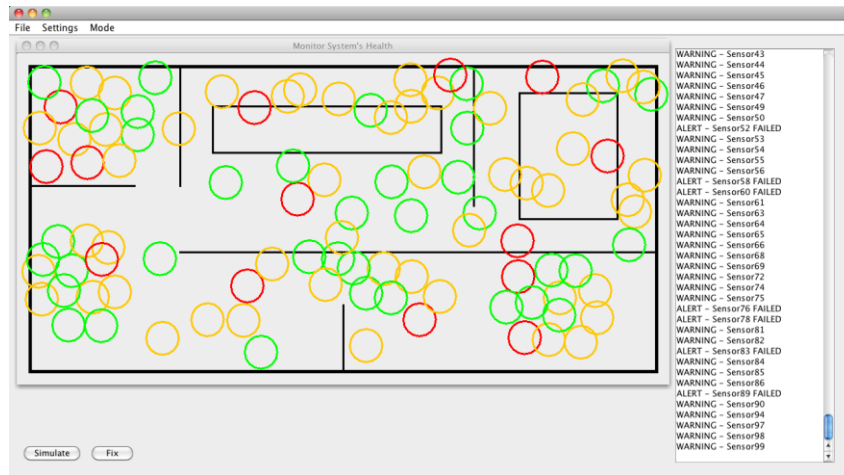 File Settings Mode
Monitor System's Health
WARNING - Sensor43
WARNING - Sensor44
WARNING - Sensor45
WARNING - Sensor46
WARNING - Sensor47
WARNING - Sensor49
WARNING - Sensor50
ALERT - Sensor52 FAILED
WARNING - Sensor53
WARNING - Sensor54
WARNING - Sensor55
WARNING - Sensor56
ALERT - Sensor58 FAILED
ALERT - Sensor60 FAILED
WARNING - Sensor61
WARNING - Sensor63
WARNING - Sensor64
WARNING - Sensor65
WARNING - Sensor66
WARNING - Sensor68
WARNING - Sensor69
WARNING - Sensor72
WARNING - Sensor74
WARNING - Sensor75
ALERT - Sensor76 FAILED
ALERT - Sensor78 FAILED
WARNING - Sensor81
WARNING - Sensor82
ALERT - Sensor83 FAILED
WARNING - Sensor84
WARNING - Sensor85
WARNING - Sensor86
ALERT - Sensor89 FAILED
WARNING - Sensor90
WARNING - Sensor94
WARNING - Sensor97
WARNING - Sensor98
WARNING - Sensor99
Simulate Fix